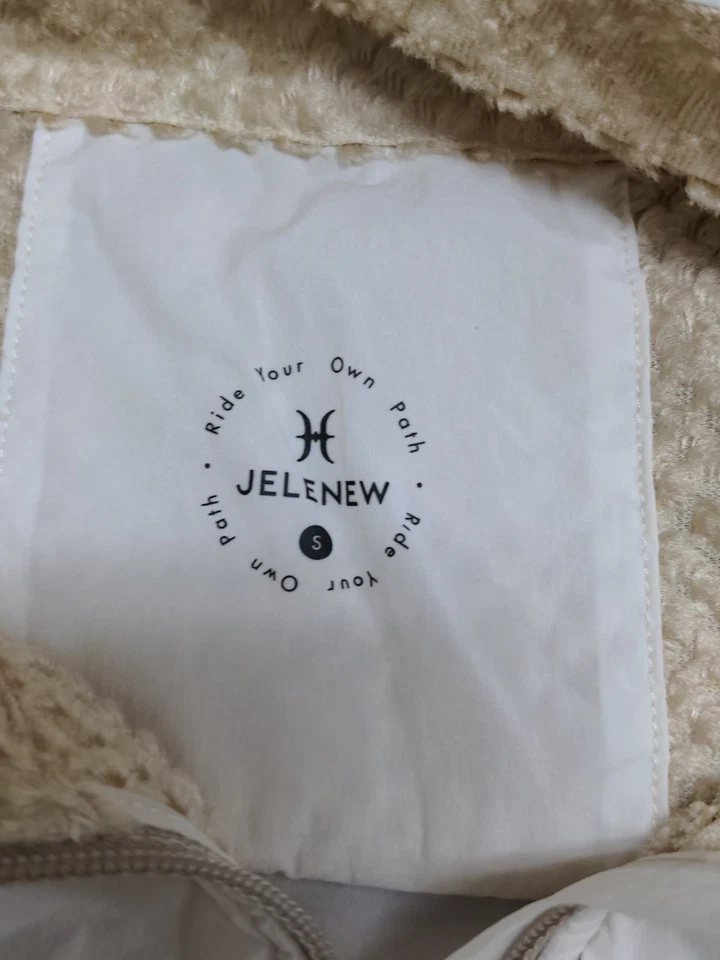 Ride Your Own Path • Ride Your Own Path •
JELENEW
S